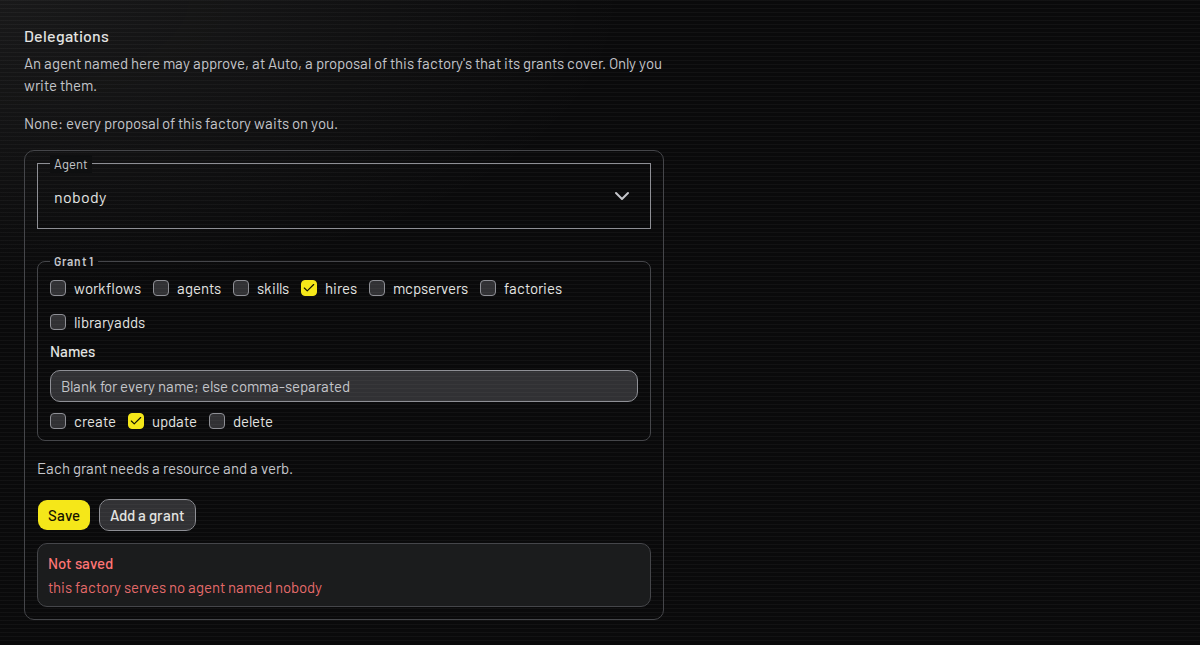 Delegations
An agent named here may approve, at Auto, a proposal of this factory's that its grants cover. Only you
write them.
None: every proposal of this factory waits on you.
Agent
nobody
Grant 1
workflows agents skills hires mcpservers factories
libraryadds
Names
Blank for every name; else comma-separated
create update delete
Each grant needs a resource and a verb.
Save Add a grant
Not saved
this factory serves no agent named nobody